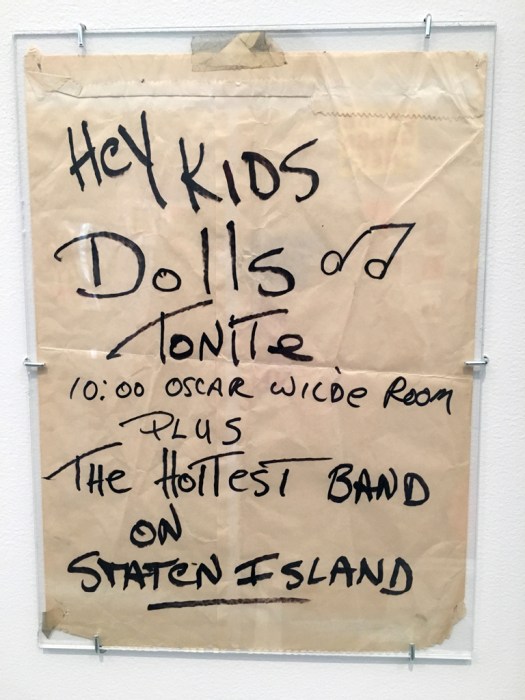 HeY KIDS
Dolls
TONITe
10:00 OSCAR WILDe Room
PLUS
THe HoTTesT BAND
ON
STATeN ISLAND